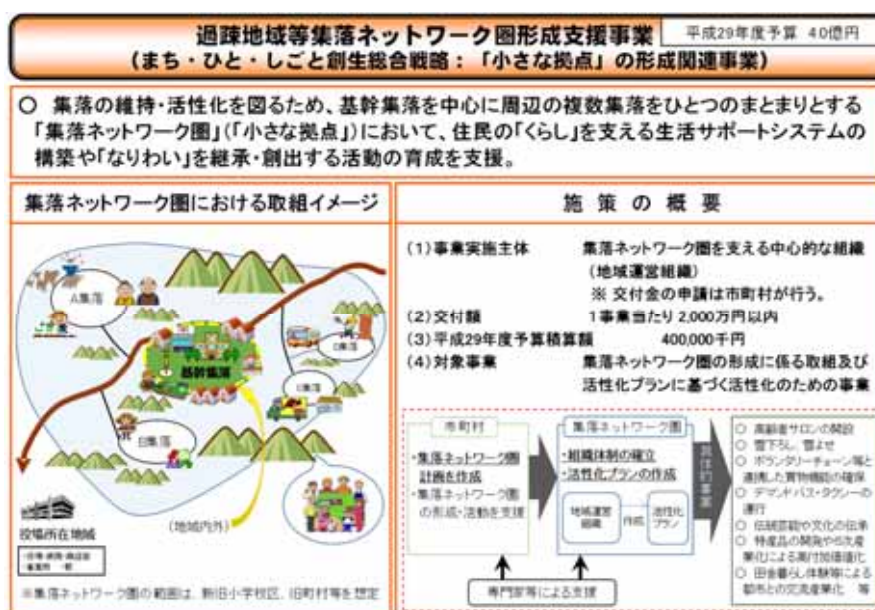 過疎地域等集落ネットワーク圏形成支援事業
平成29年度予算 40億円
(まち・ひと・しごと創生総合戦略:「小さな拠点」の形成関連事業)
○ 集落の維持・活性化を図るため、基幹集落を中心に周辺の複数集落をひとつのまとまりとする
「集落ネットワーク圏」(「小さな拠点」)において、住民の「くらし」を支える生活サポートシステムの
構築や「なりわい」を継承・創出する活動の育成を支援。
集落ネットワーク圏における取組イメージ
A集落
基幹集落
B集落
(地域内外)
役場所在地域
※集落ネットワーク圏の範囲は、新旧小学校区、旧町村等を想定
施策の概要
(1)事業実施主体 集落ネットワーク圏を支える中心的な組織
(地域運営組織)
※ 交付金の申請は市町村が行う。
(2)交付額 1事業当たり 2,000万円以内
(3)平成29年度予算積算額 400,000千円
(4)対象事業 集落ネットワーク圏の形成に係る取組及び
活性化プランに基づく活性化のための事業
市町村
・集落ネットワーク圏
計画を作成
・集落ネットワーク圏
の形成・活動を支援
集落ネットワーク圏
・組織体制の確立
・活性化プランの作成
地域運営
組織
作成
活性化
プラン
専門家等による支援
具体的事業
○ 高齢者サロンの開設
○ 雪下ろし、雪よせ
○ ボランタリーチェーン等と
連携した買物機能の確保
○ デマンドバス・タクシーの
運行
○ 伝統芸能や文化の伝承
○ 特産品の開発や6次産
業化による高付加価値化
○ 田舎暮らし体験等による
都市との交流産業化 等